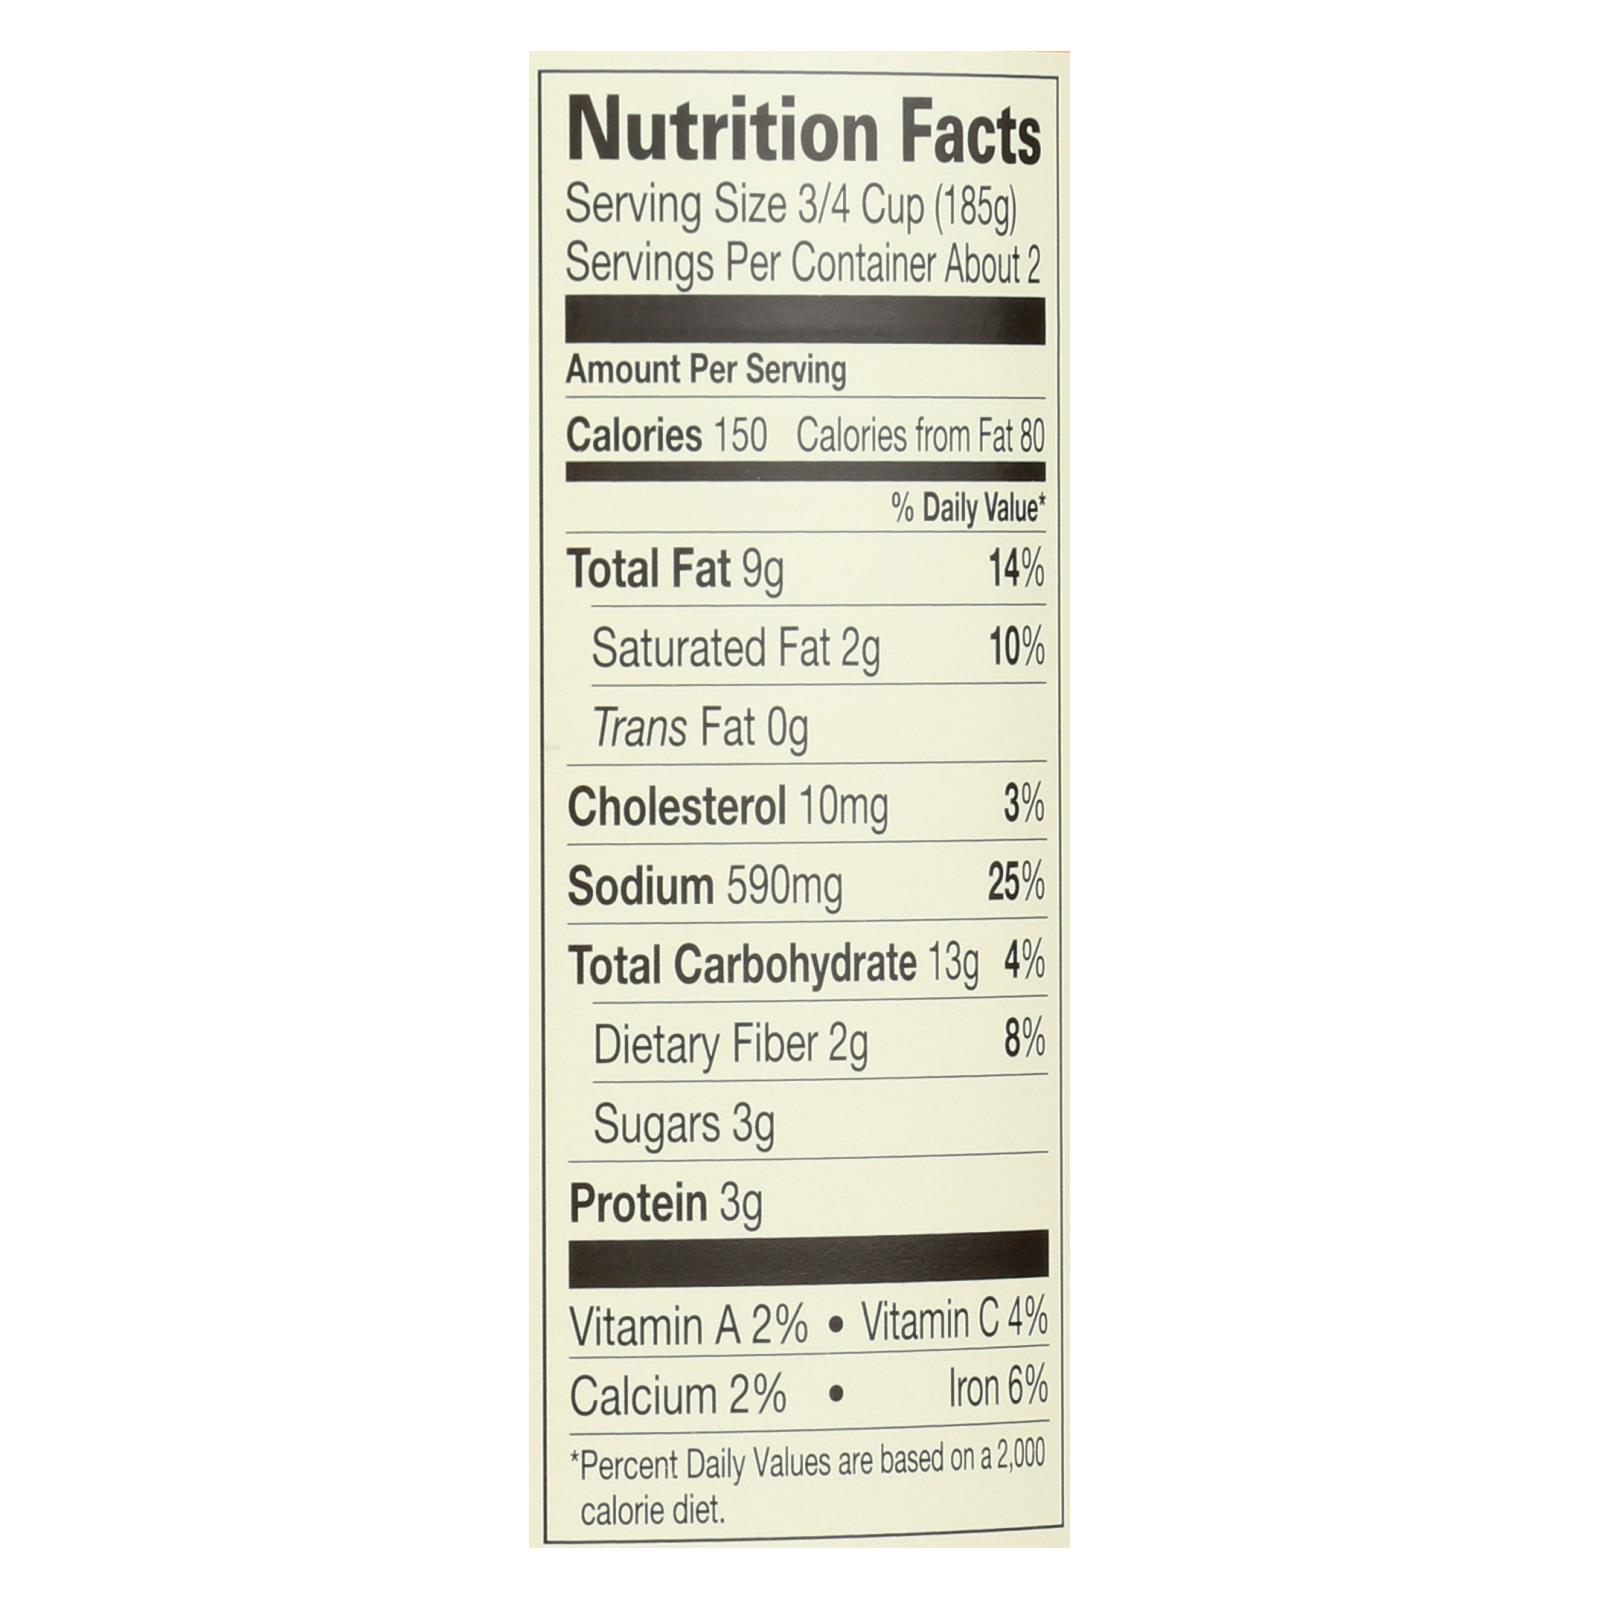 Nutrition Facts
Serving Size 3/4 Cup (185g)
Servings Per Container About 2
Amount Per Serving
Calories 150 Calories from Fat 80
% Daily Value*
Total Fat 9g 14%
Saturated Fat 2g 10%
Trans Fat 0g
Cholesterol 10mg 3%
Sodium 590mg 25%
Total Carbohydrate 13g 4%
Dietary Fiber 2g 8%
Sugars 3g
Protein 3g
Vitamin A 2% • Vitamin C 4%
Calcium 2% • Iron 6%
*Percent Daily Values are based on a 2,000
calorie diet.